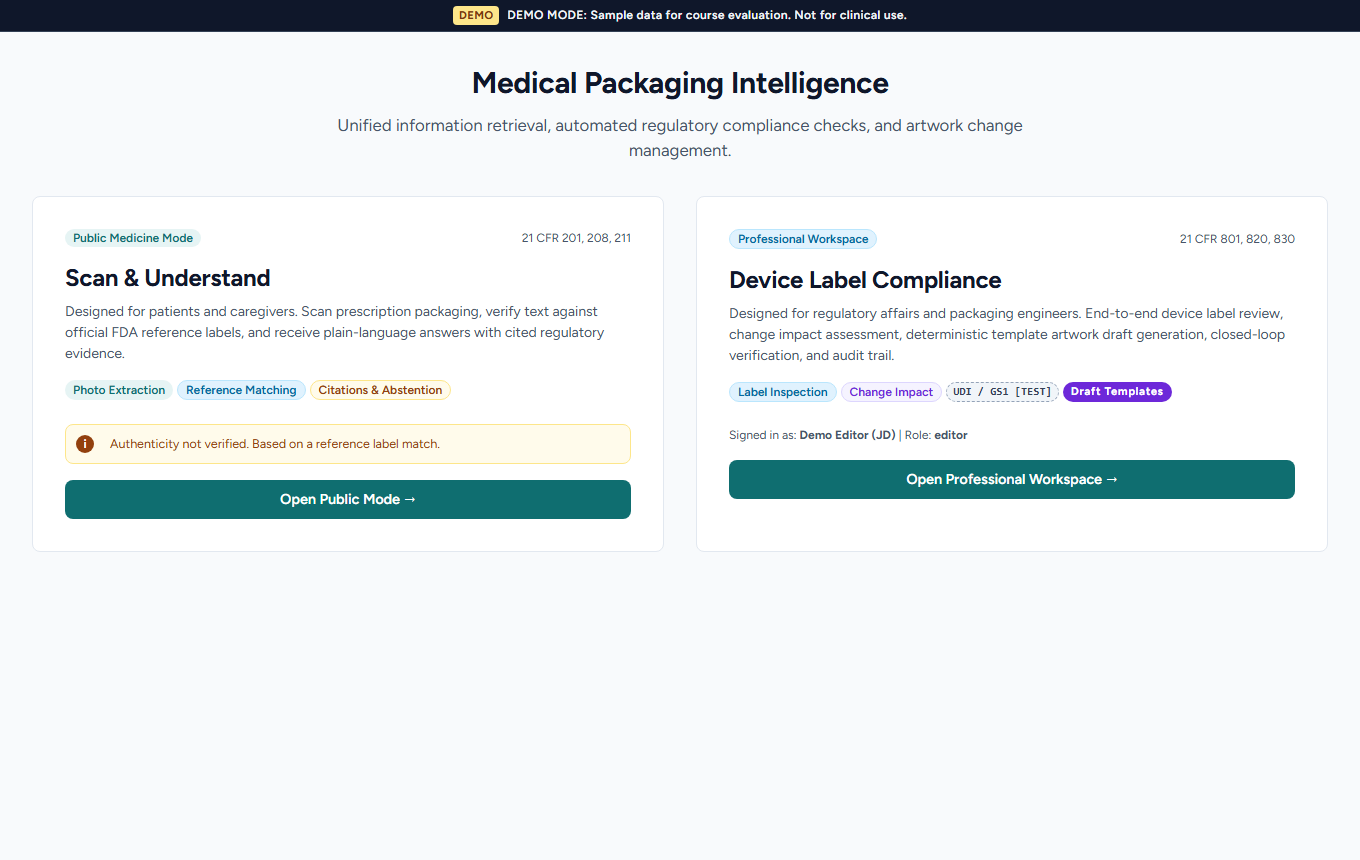 DEMO DEMO MODE: Sample data for course evaluation. Not for clinical use.
Medical Packaging Intelligence
Unified information retrieval, automated regulatory compliance checks, and artwork change
management.
Public Medicine Mode 21 CFR 201, 208, 211
Scan & Understand
Designed for patients and caregivers. Scan prescription packaging, verify text against
official FDA reference labels, and receive plain-language answers with cited regulatory
evidence.
Photo Extraction Reference Matching Citations & Abstention
i Authenticity not verified. Based on a reference label match.
Open Public Mode →
Professional Workspace 21 CFR 801, 820, 830
Device Label Compliance
Designed for regulatory affairs and packaging engineers. End-to-end device label review,
change impact assessment, deterministic template artwork draft generation, closed-loop
verification, and audit trail.
Label Inspection Change Impact UDI / GS1 [TEST] Draft Templates
Signed in as: Demo Editor (JD) | Role: editor
Open Professional Workspace →